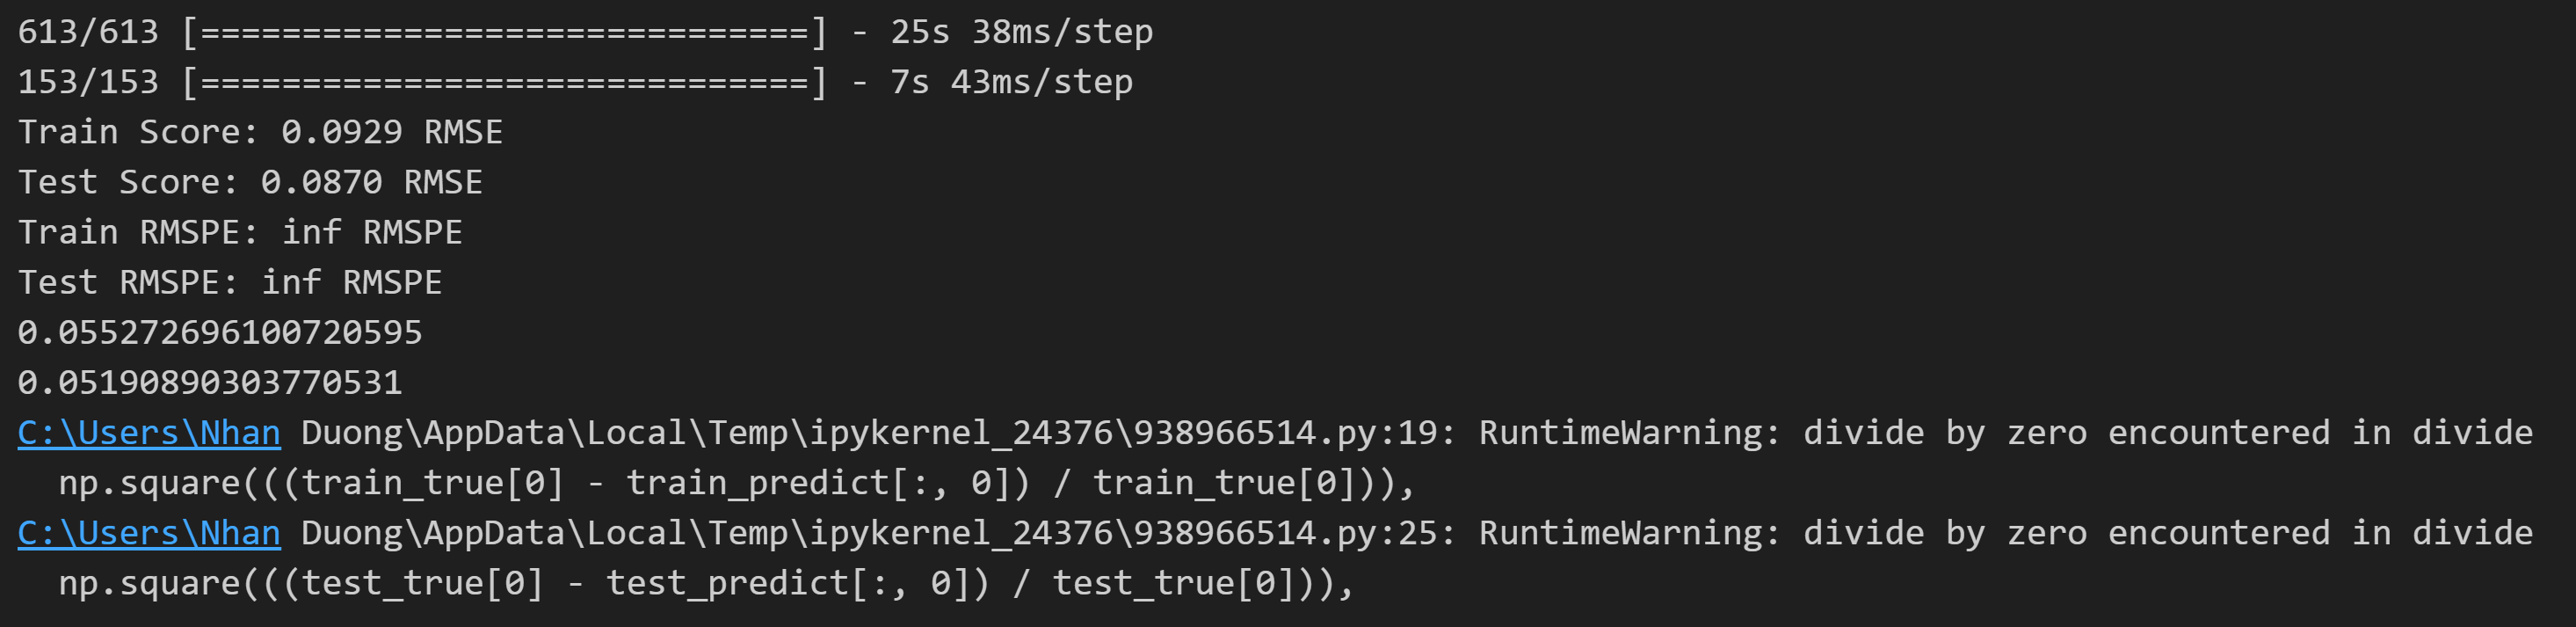 613/613 [==============================] - 25s 38ms/step
153/153 [==============================] - 7s 43ms/step
Train Score: 0.0929 RMSE
Test Score: 0.0870 RMSE
Train RMSPE: inf RMSPE
Test RMSPE: inf RMSPE
0.055272696100720595
0.05190890303770531
C:\Users\Nhan Duong\AppData\Local\Temp\ipykernel_24376\938966514.py:19: RuntimeWarning: divide by zero encountered in divide
  np.square(((train_true[0] - train_predict[:, 0]) / train_true[0])),
C:\Users\Nhan Duong\AppData\Local\Temp\ipykernel_24376\938966514.py:25: RuntimeWarning: divide by zero encountered in divide
  np.square(((test_true[0] - test_predict[:, 0]) / test_true[0])),